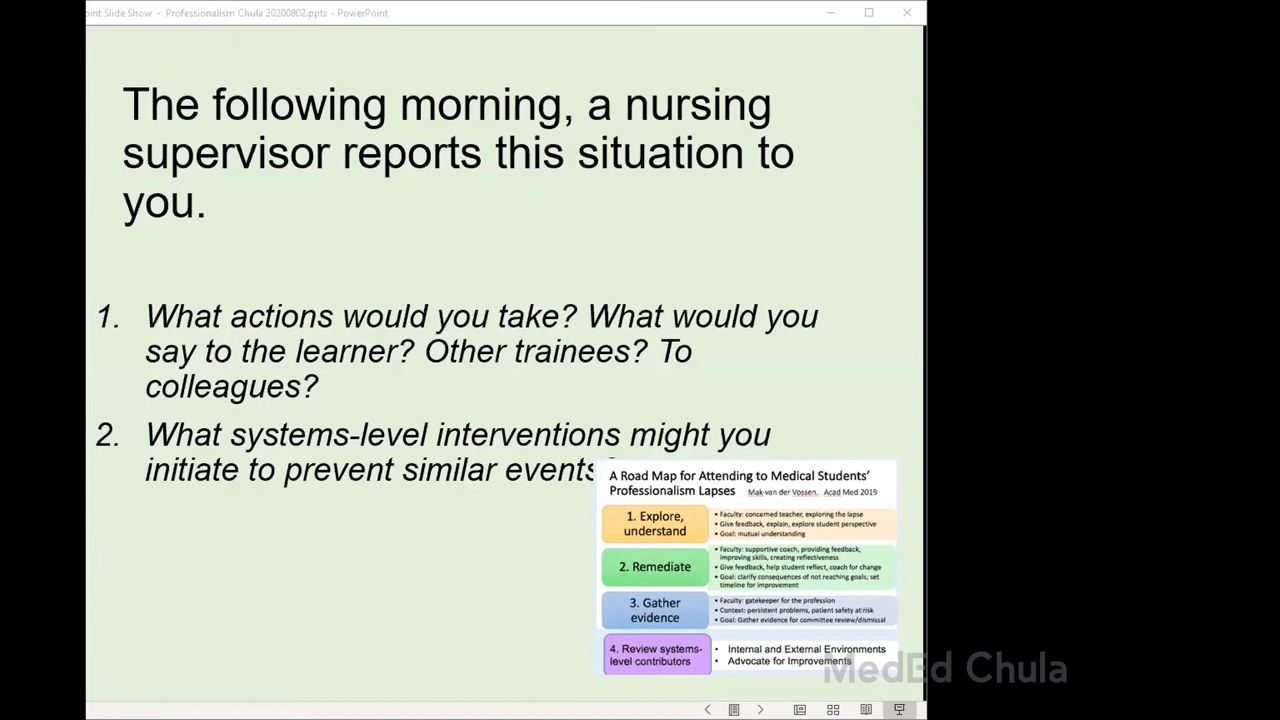 oint Slide Show - Professionalism Chula 20200802.pptx: - PowerPoint
The following morning, a nursing
supervisor reports this situation to
you.
1. What actions would you take? What would you
say to the learner? Other trainees? To
colleagues?
2. What systems-level interventions might you
initiate to prevent similar events?
A Road Map for Attending to Medical Students’
Professionalism Lapses Mak-van der Vossen, Acad Med 2019
1. Explore,
understand
• Faculty: concerned teacher, exploring the lapse
• Give feedback, explain, explore student perspective
• Goal: mutual understanding
2. Remediate
• Faculty: supportive coach, providing feedback,
improving skills, creating reflectiveness
• Give feedback, help student reflect, coach for change
• Goal: clarify consequences of not reaching goals; set
timeline for improvement
3. Gather
evidence
• Faculty: gatekeeper for the profession
• Context: persistent problems, patient safety at risk
• Goal: Gather evidence for committee review/dismissal
4. Review systems-
level contributors
• Internal and External Environments
• Advocate for Improvements
MedEd Chula